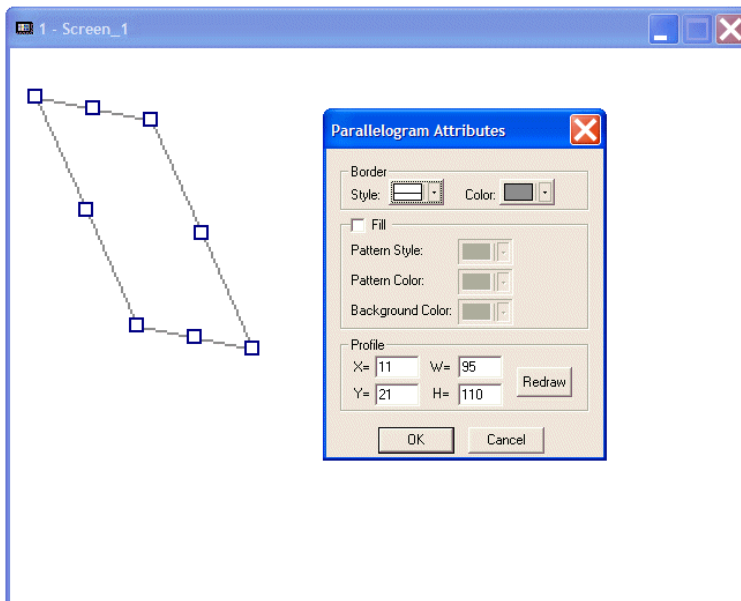 1 - Screen_1
Parallelogram Attributes
Border
Style: Color:
Fill
Pattern Style:
Pattern Color:
Background Color:
Profile
X= 11 W= 95
Y= 21 H= 110
Redraw
OK Cancel